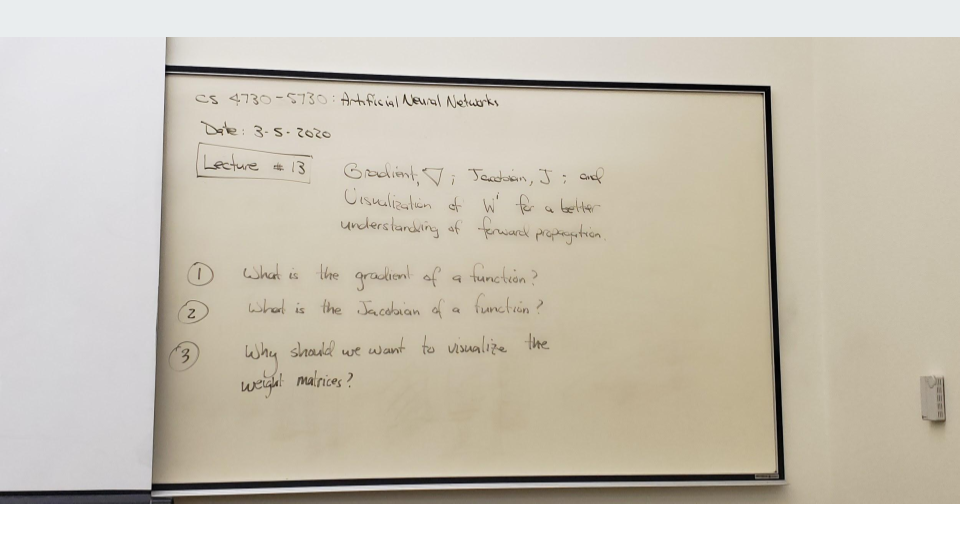 CS 4730-5730: Artificial Neural Networks
Date: 3-5-2020
Lecture # 13
Gradient, ∇; Jacobian, J; and
Visualization of W' for a better
understanding of forward propagation.
1 What is the gradient of a function?
2 What is the Jacobian of a function?
3 Why should we want to visualize the
weight matrices?